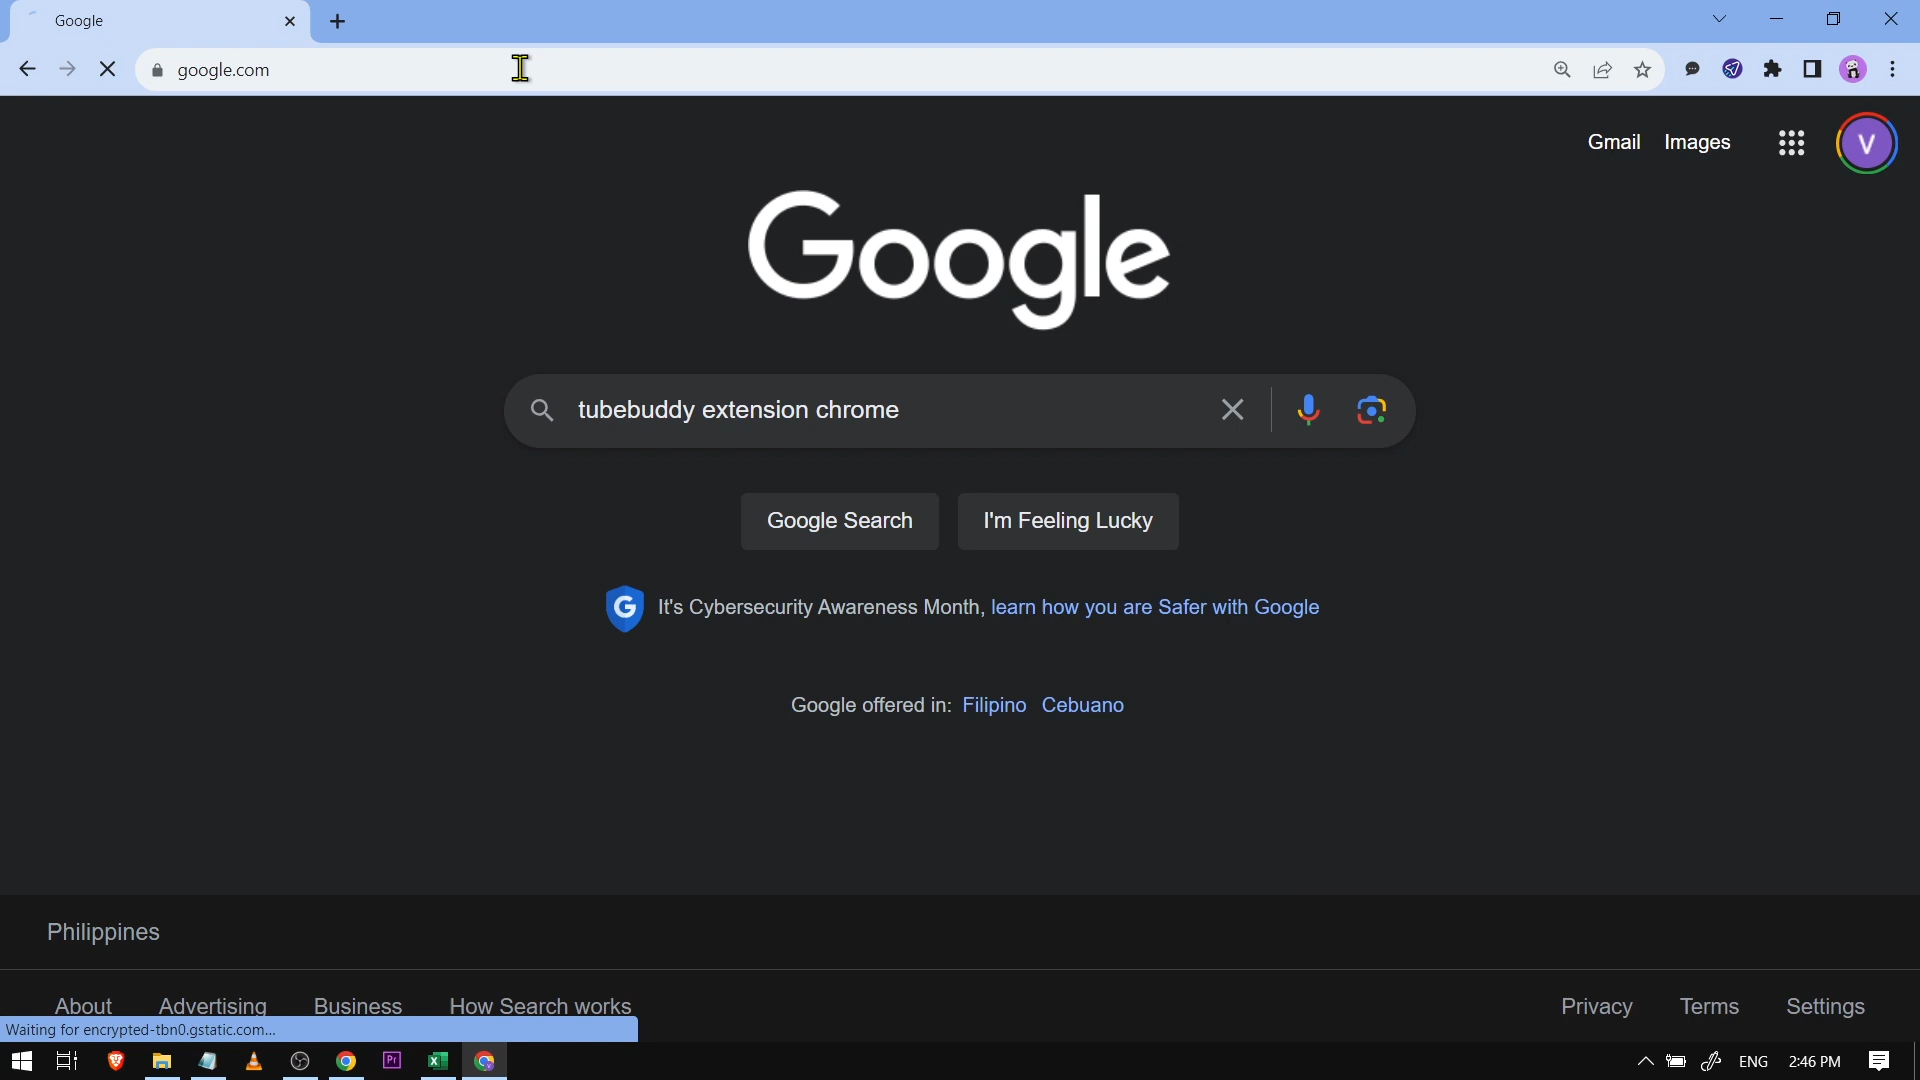 Google
google.com
Gmail Images
V
Google
tubebuddy extension chrome
Google Search I'm Feeling Lucky
G It's Cybersecurity Awareness Month, learn how you are Safer with Google
Google offered in: Filipino Cebuano
Philippines
About Advertising Business How Search works Privacy Terms Settings
Waiting for encrypted-tbn0.gstatic.com...
Pr ENG 2:46 PM